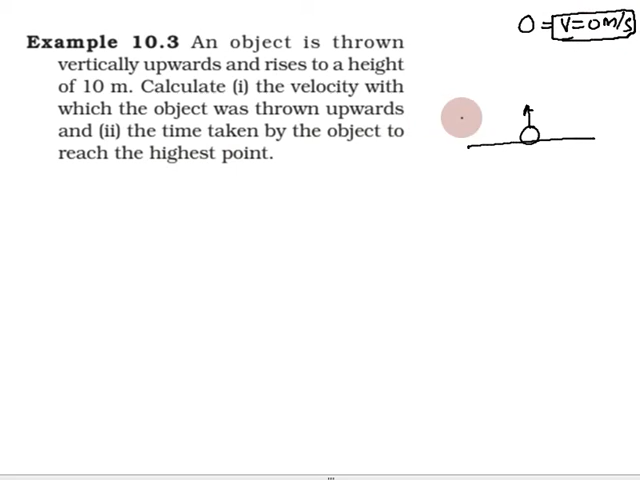 Example 10.3 An object is thrown
vertically upwards and rises to a height
of 10 m. Calculate (i) the velocity with
which the object was thrown upwards
and (ii) the time taken by the object to
reach the highest point.
O = V=0m/s